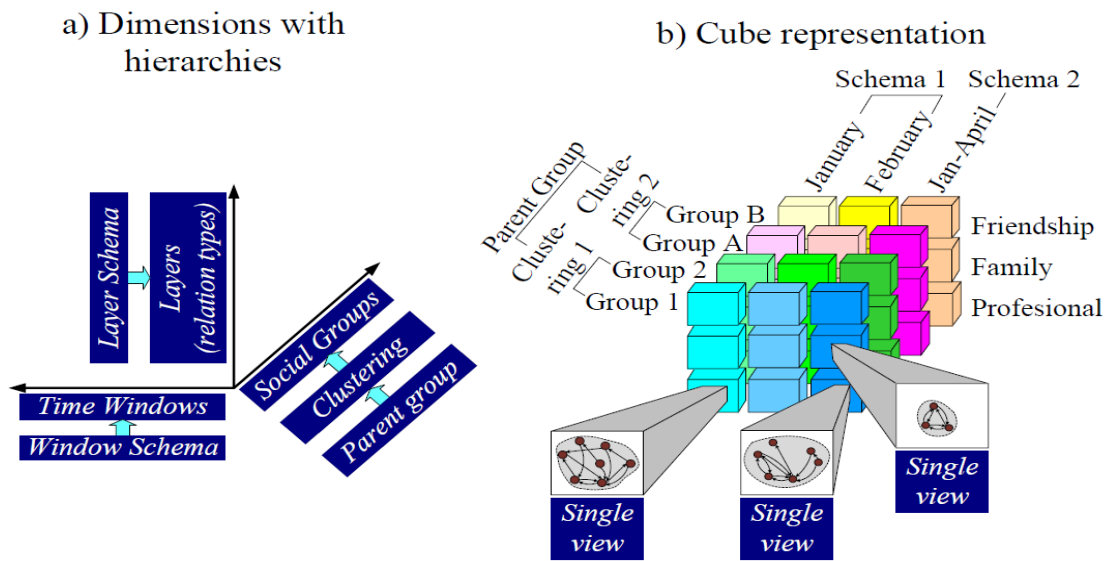 a) Dimensions with
hierarchies
Layer Schema
Layers
(relation types)
Time Windows
Window Schema
Social Groups
Clustering
Parent group
b) Cube representation
Schema 1
Schema 2
January
February
Jan-April
Parent Group
Cluste-
ring 2
Cluste-
ring 1
Group B
Group A
Group 2
Group 1
Friendship
Family
Profesional
Single
view
Single
view
Single
view